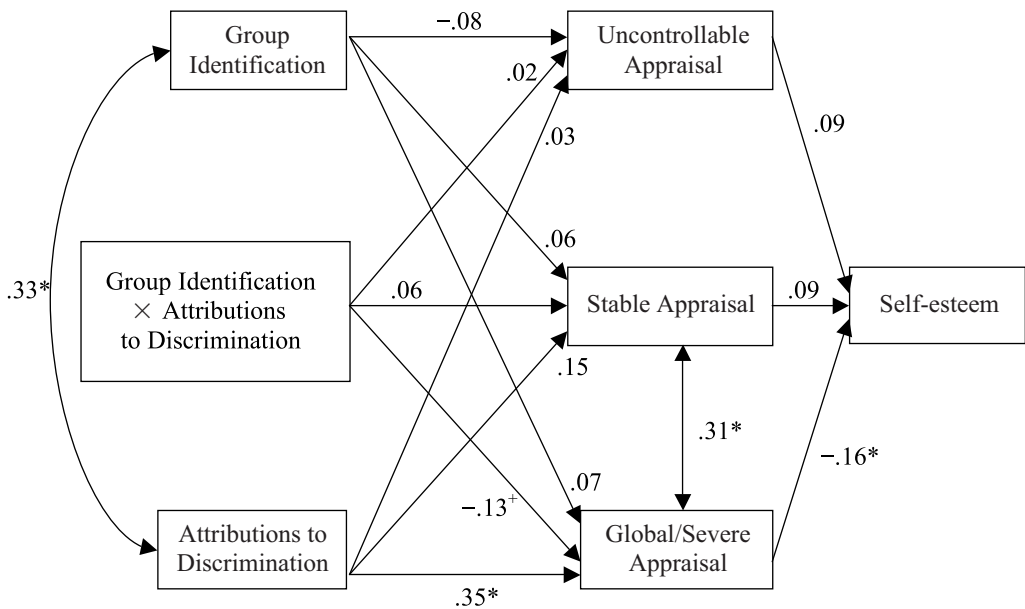 Group
Identification
−.08
Uncontrollable
Appraisal
.02
.03
.09
.33*
Group Identification
× Attributions
to Discrimination
.06
.06
Stable Appraisal
.09
Self-esteem
.15
.31*
−.16*
.07
−.13⁺
Attributions to
Discrimination
.35*
Global/Severe
Appraisal